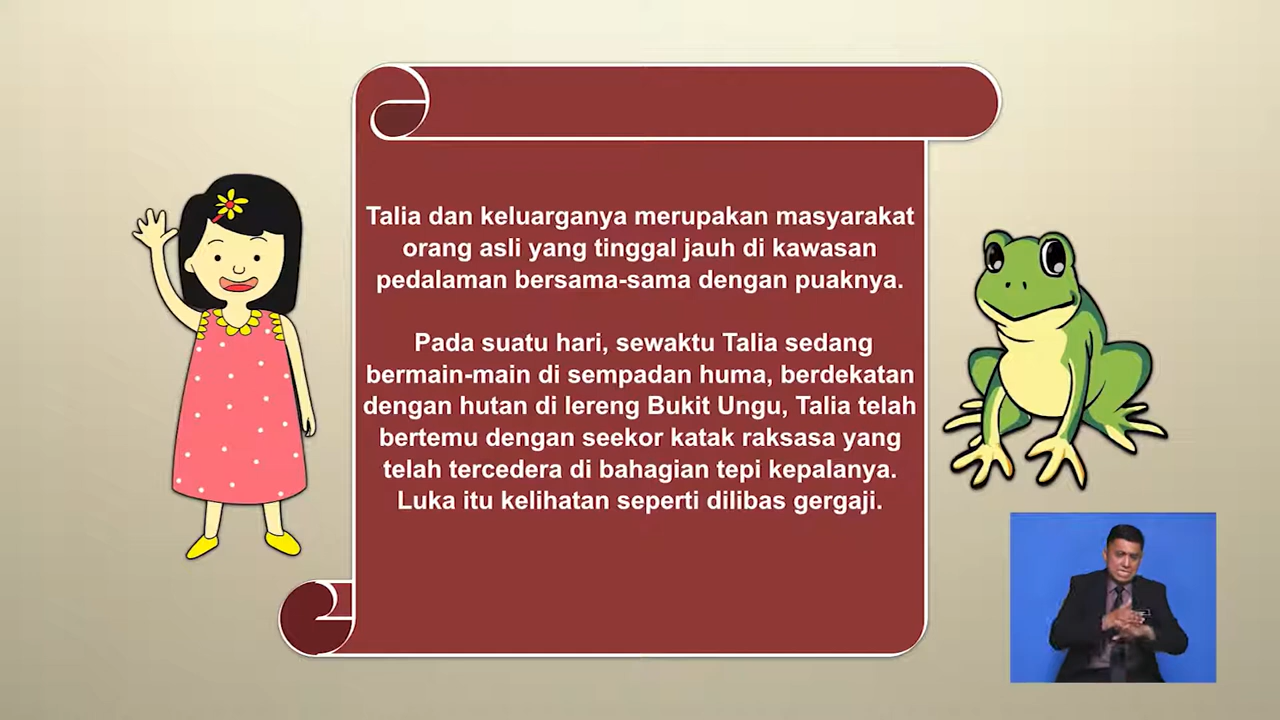 Talia dan keluarganya merupakan masyarakat
orang asli yang tinggal jauh di kawasan
pedalaman bersama-sama dengan puaknya.
Pada suatu hari, sewaktu Talia sedang
bermain-main di sempadan huma, berdekatan
dengan hutan di lereng Bukit Ungu, Talia telah
bertemu dengan seekor katak raksasa yang
telah tercedera di bahagian tepi kepalanya.
Luka itu kelihatan seperti dilibas gergaji.